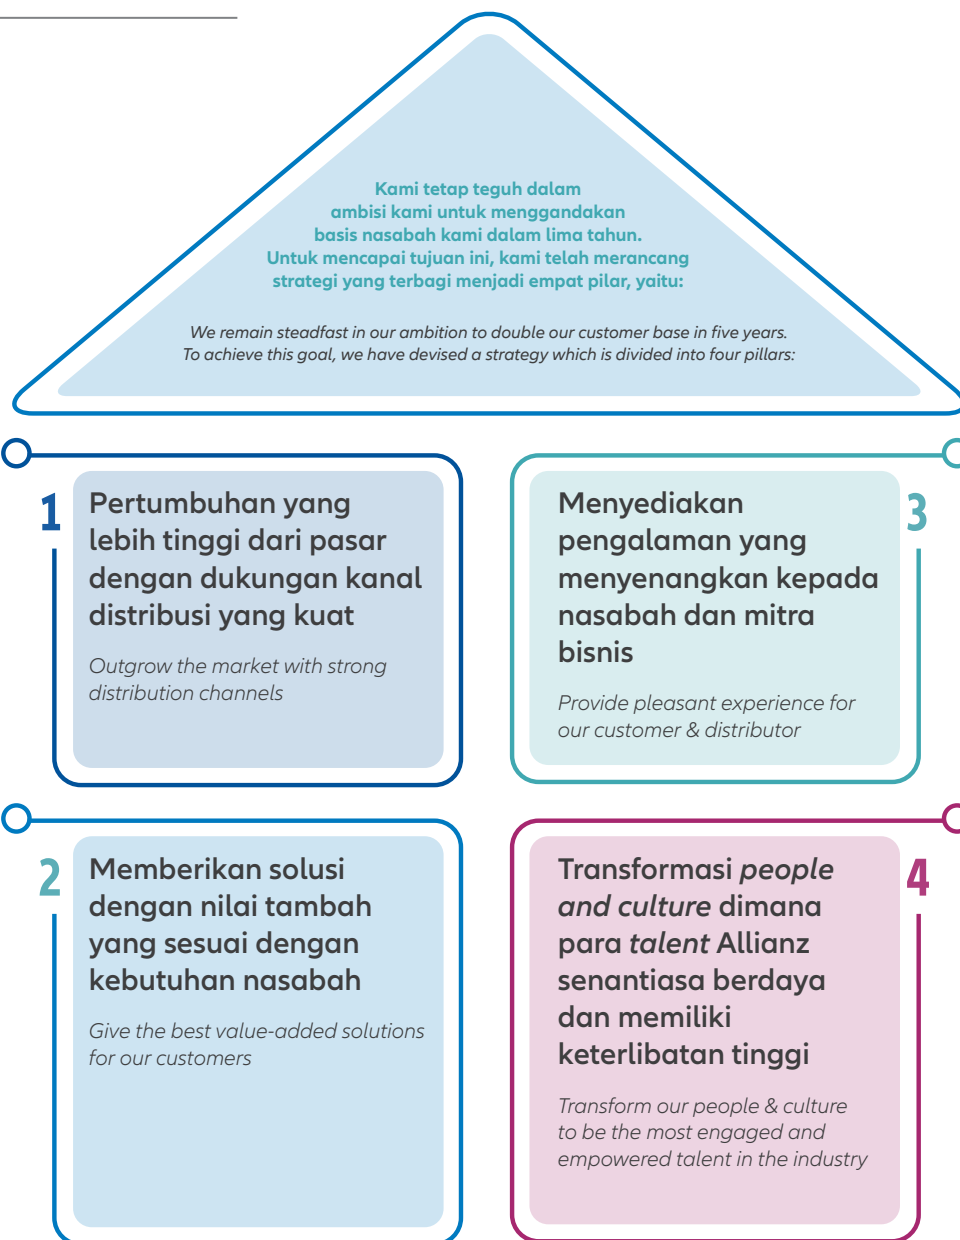 Kami tetap teguh dalam
ambisi kami untuk menggandakan
basis nasabah kami dalam lima tahun.
Untuk mencapai tujuan ini, kami telah merancang
strategi yang terbagi menjadi empat pilar, yaitu:
We remain steadfast in our ambition to double our customer base in five years.
To achieve this goal, we have devised a strategy which is divided into four pillars:
1
Pertumbuhan yang
lebih tinggi dari pasar
dengan dukungan kanal
distribusi yang kuat
Outgrow the market with strong
distribution channels
2
Memberikan solusi
dengan nilai tambah
yang sesuai dengan
kebutuhan nasabah
Give the best value-added solutions
for our customers
3
Menyediakan
pengalaman yang
menyenangkan kepada
nasabah dan mitra
bisnis
Provide pleasant experience for
our customer & distributor
4
Transformasi people
and culture dimana
para talent Allianz
senantiasa berdaya
dan memiliki
keterlibatan tinggi
Transform our people & culture
to be the most engaged and
empowered talent in the industry